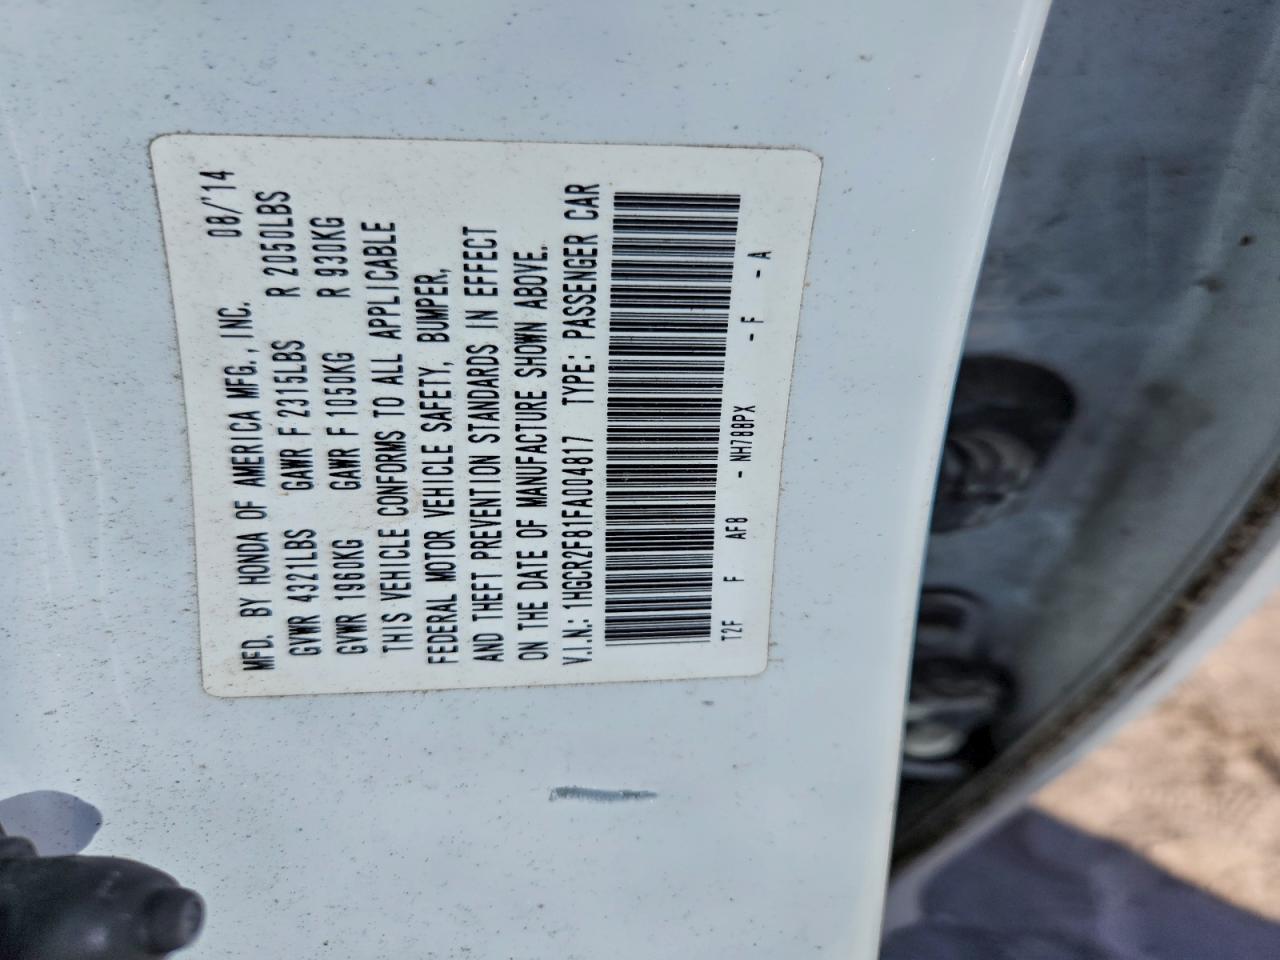 MFD. BY HONDA OF AMERICA MFG., INC. 08/'14
GVWR 4321LBS GAWR F 2315LBS R 2050LBS
GVWR 1960KG GAWR F 1050KG R 930KG
THIS VEHICLE CONFORMS TO ALL APPLICABLE
FEDERAL MOTOR VEHICLE SAFETY, BUMPER,
AND THEFT PREVENTION STANDARDS IN EFFECT
ON THE DATE OF MANUFACTURE SHOWN ABOVE.
V.I.N.: 1HGCR2F81FA004817 TYPE: PASSENGER CAR
T2F F AF8 - NH788PX - F - A